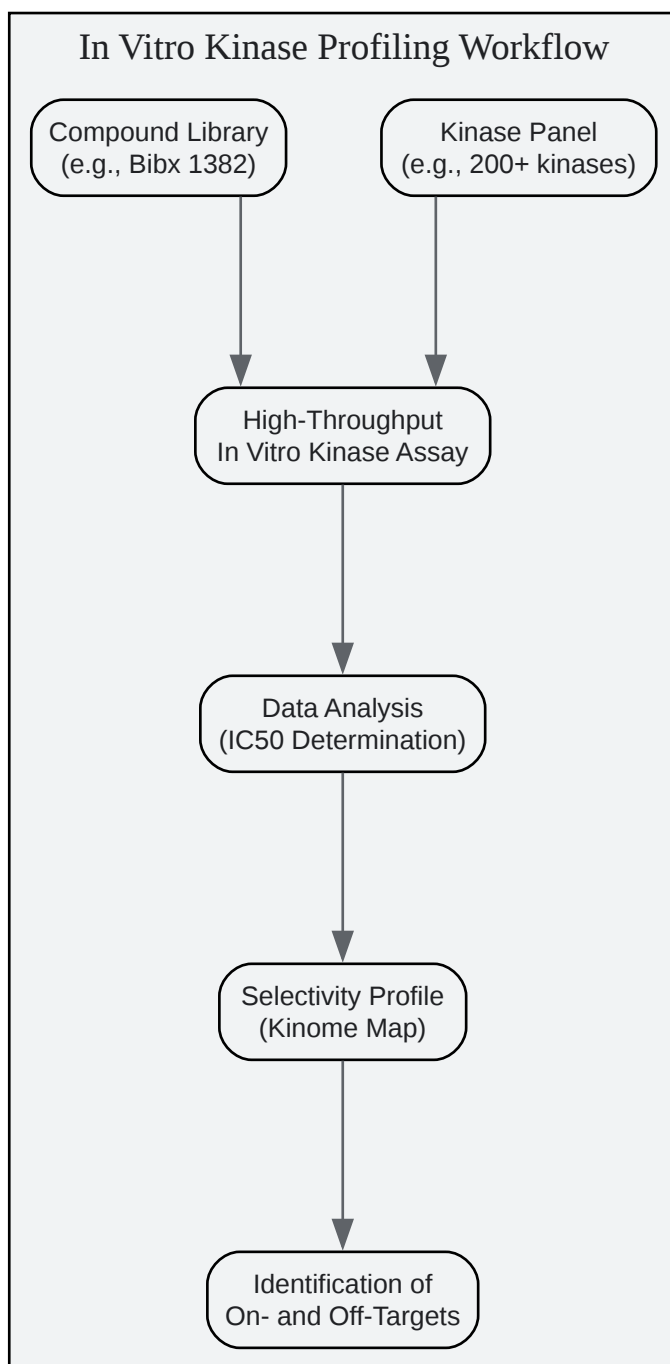 In Vitro Kinase Profiling Workflow
Compound Library
(e.g., Bibx 1382)
Kinase Panel
(e.g., 200+ kinases)
High-Throughput
In Vitro Kinase Assay
Data Analysis
(IC50 Determination)
Selectivity Profile
(Kinome Map)
Identification of
On- and Off-Targets